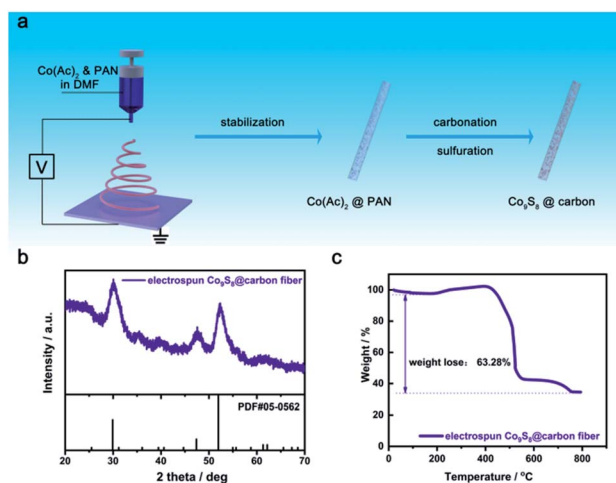 a
Co(Ac)₂ & PAN
in DMF
V
stabilization
carbonation
sulfuration
Co(Ac)₂ @ PAN
Co₉S₈ @ carbon
b
electrospun Co₉S₈@carbon fiber
Intensity / a.u.
PDF#05-0562
20 30 40 50 60 70
2 theta / deg
c
Weight / %
100
80
60
40
20
0
weight lose: 63.28%
electrospun Co₉S₈@carbon fiber
0 200 400 600 800
Temperature / °C